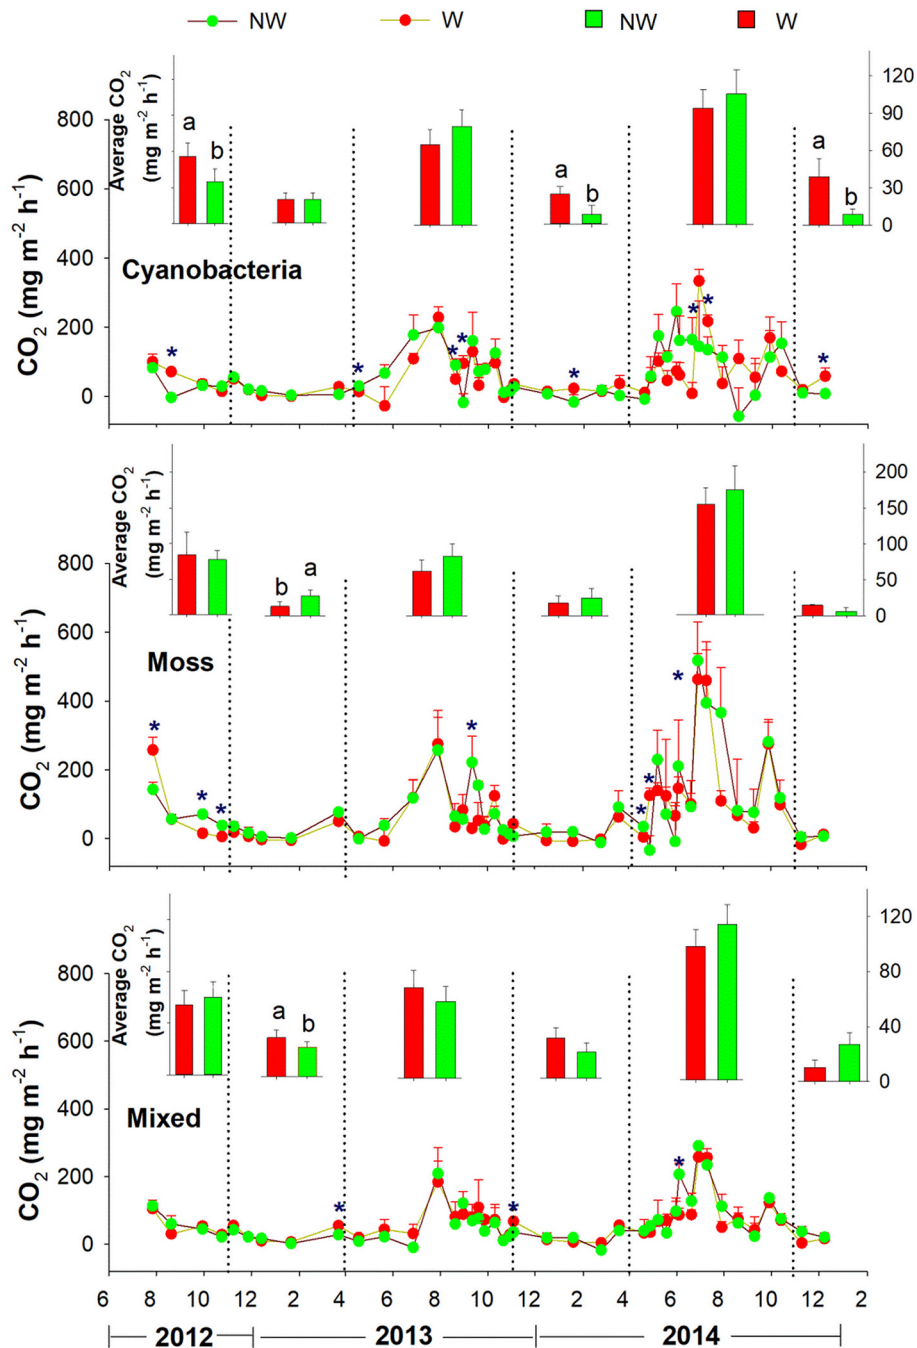 NW W NW W
Average CO2
(mg m-2 h-1)
120
90
60
30
0
a
b
a
b
a
b
CO2 (mg m-2 h-1)
800
600
400
200
0
Cyanobacteria
* * * * * * * * *
Average CO2
(mg m-2 h-1)
200
150
100
50
0
b
a
CO2 (mg m-2 h-1)
800
600
400
200
0
Moss
* * * * * * *
Average CO2
(mg m-2 h-1)
120
80
40
0
a
b
CO2 (mg m-2 h-1)
800
600
400
200
0
Mixed
* * *
6 8 10 12 2 4 6 8 10 12 2 4 6 8 10 12 2
2012 2013 2014